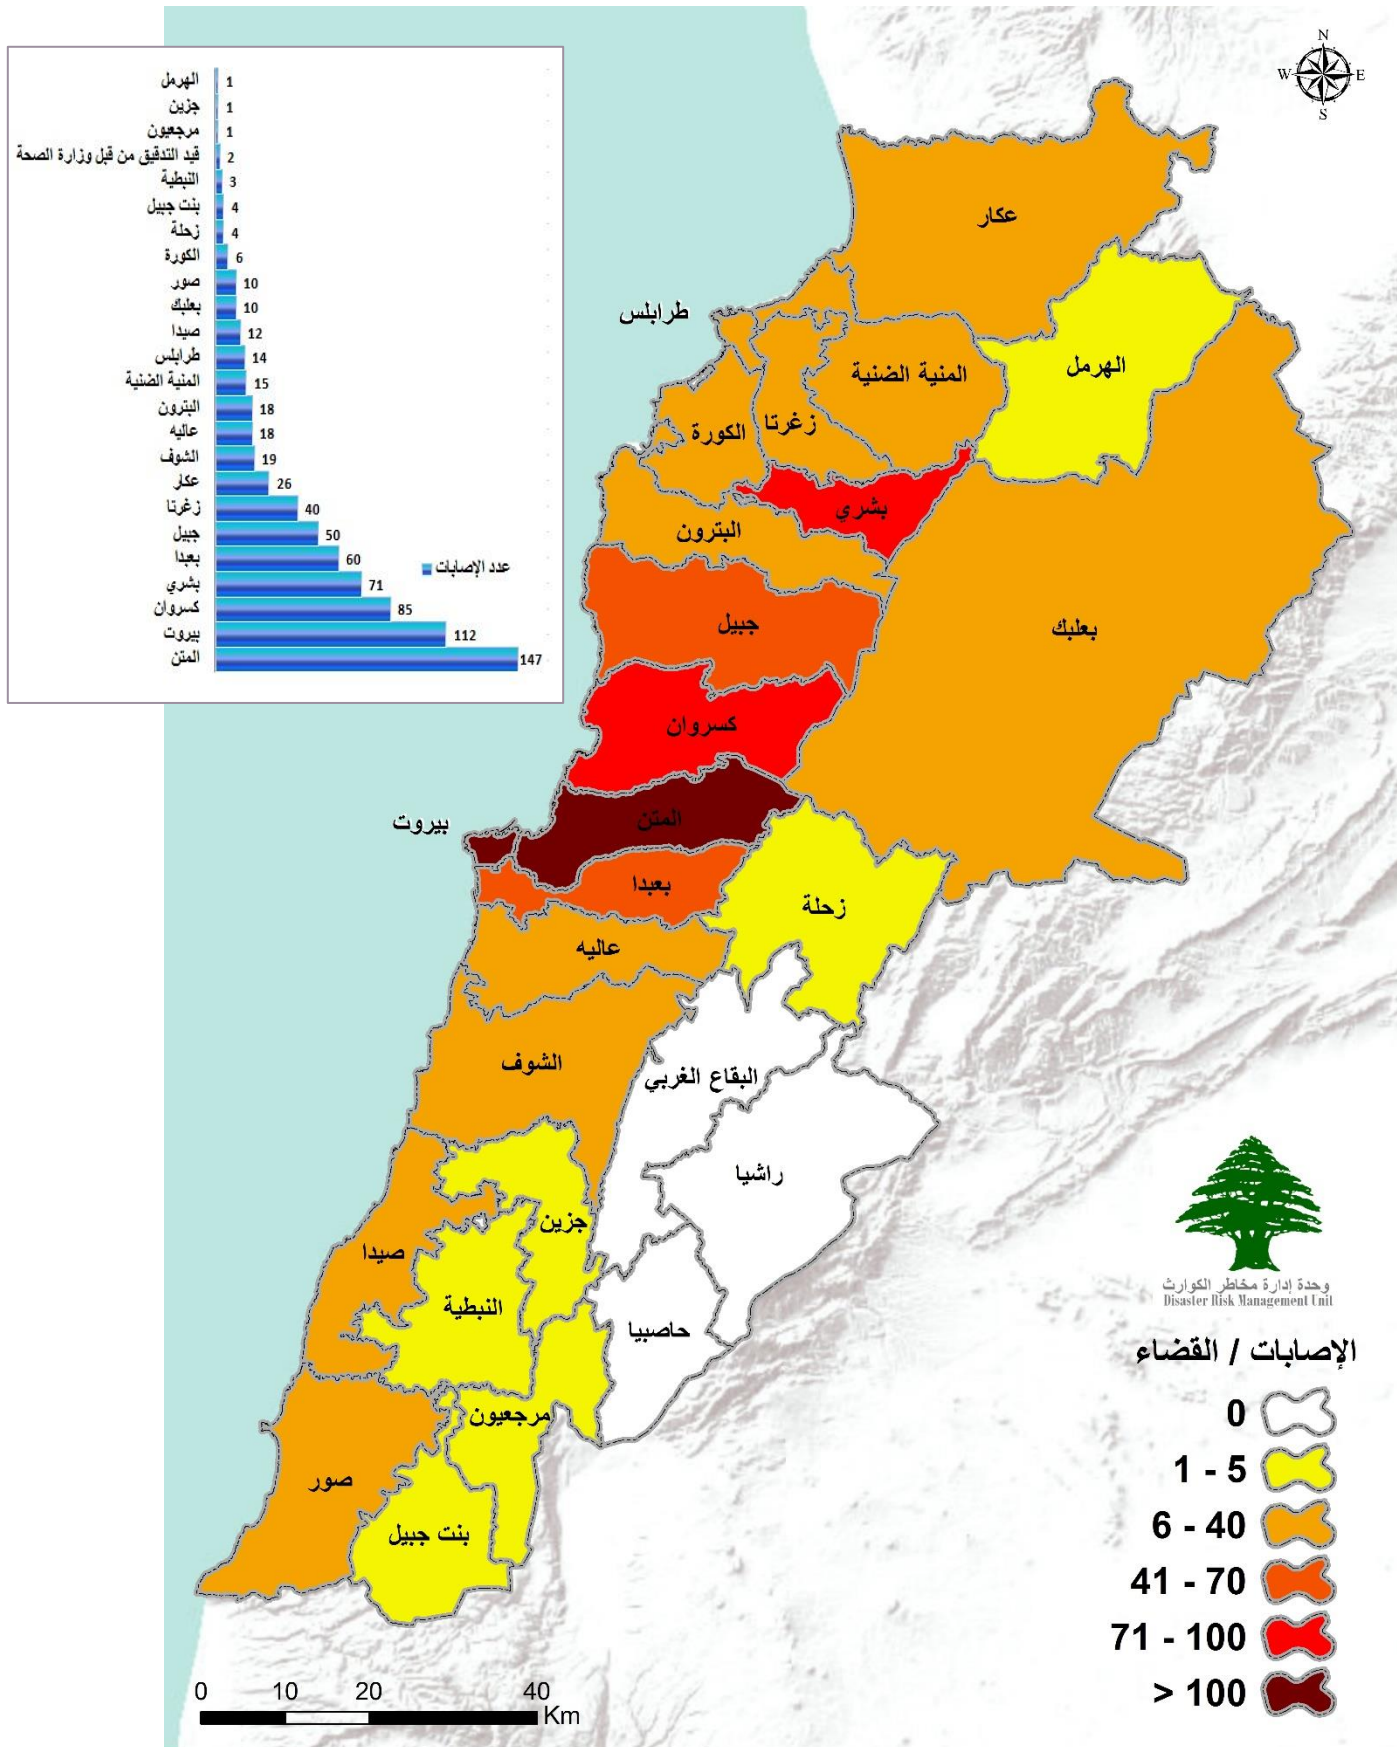 N
W E
S
الهرمل 1
جزين 1
مرجعيون 1
قيد التدقيق من قبل وزارة الصحة 2
النبطية 3
بنت جبيل 4
زحلة 4
الكورة 6
صور 10
بعلبك 10
صيدا 12
طرابلس 14
المنية الضنية 15
البترون 18
عاليه 18
الشوف 19
عكار 26
زغرتا 40
جبيل 50
بعبدا 60
بشري 71
كسروان 85
بيروت 112
المتن 147
عدد الإصابات
عكار
طرابلس
الهرمل
المنية الضنية
زغرتا
الكورة
بشري
البترون
جبيل
بعلبك
كسروان
المتن
بيروت
بعبدا
زحلة
عاليه
الشوف
البقاع الغربي
راشيا
جزين
صيدا
النبطية
حاصبيا
مرجعيون
صور
بنت جبيل
وحدة إدارة مخاطر الكوارث
Disaster Risk Management Unit
الإصابات / القضاء
0
1 - 5
6 - 40
41 - 70
71 - 100
> 100
0 10 20 40
Km